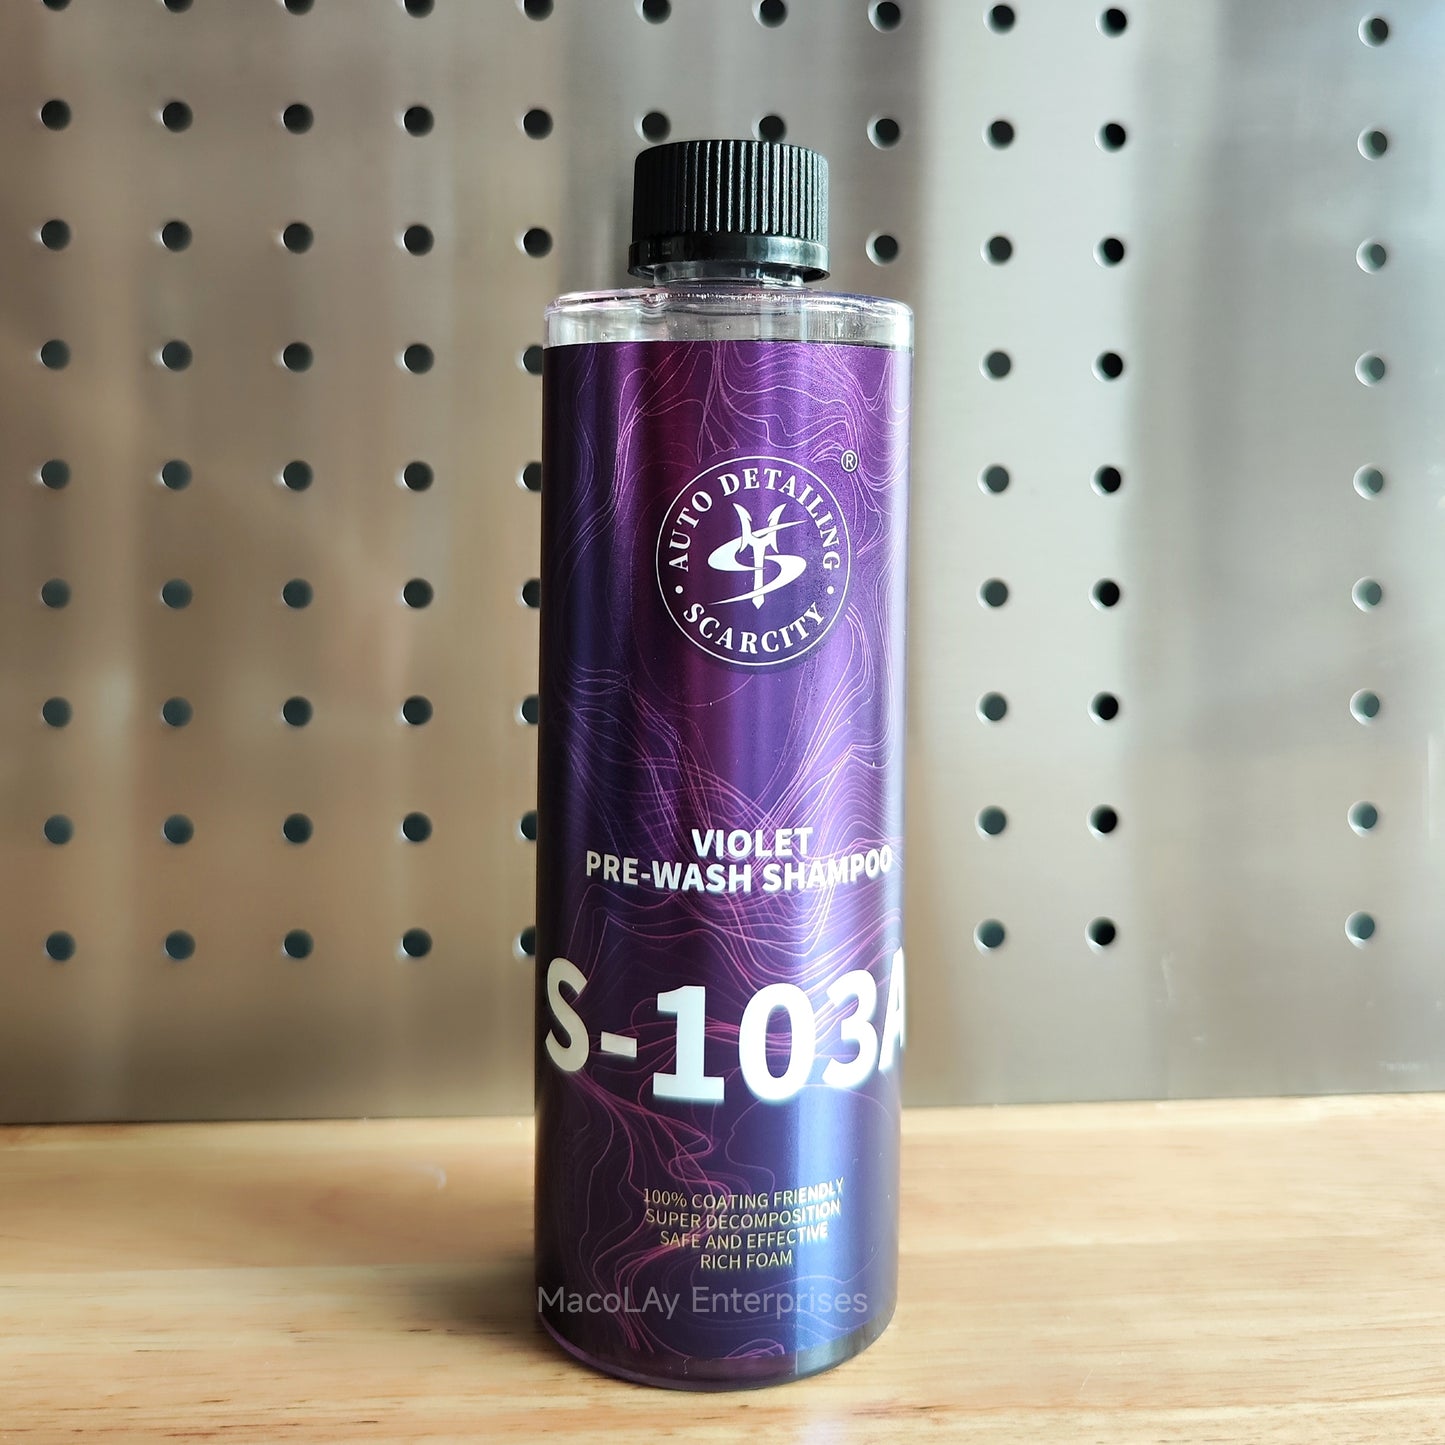 AUTO DETAILING
®
SCARCITY
VIOLET
PRE-WASH SHAMPOO
S-103A
100% COATING FRIENDLY
SUPER DECOMPOSITION
SAFE AND EFFECTIVE
RICH FOAM
MacoLAy Enterprises